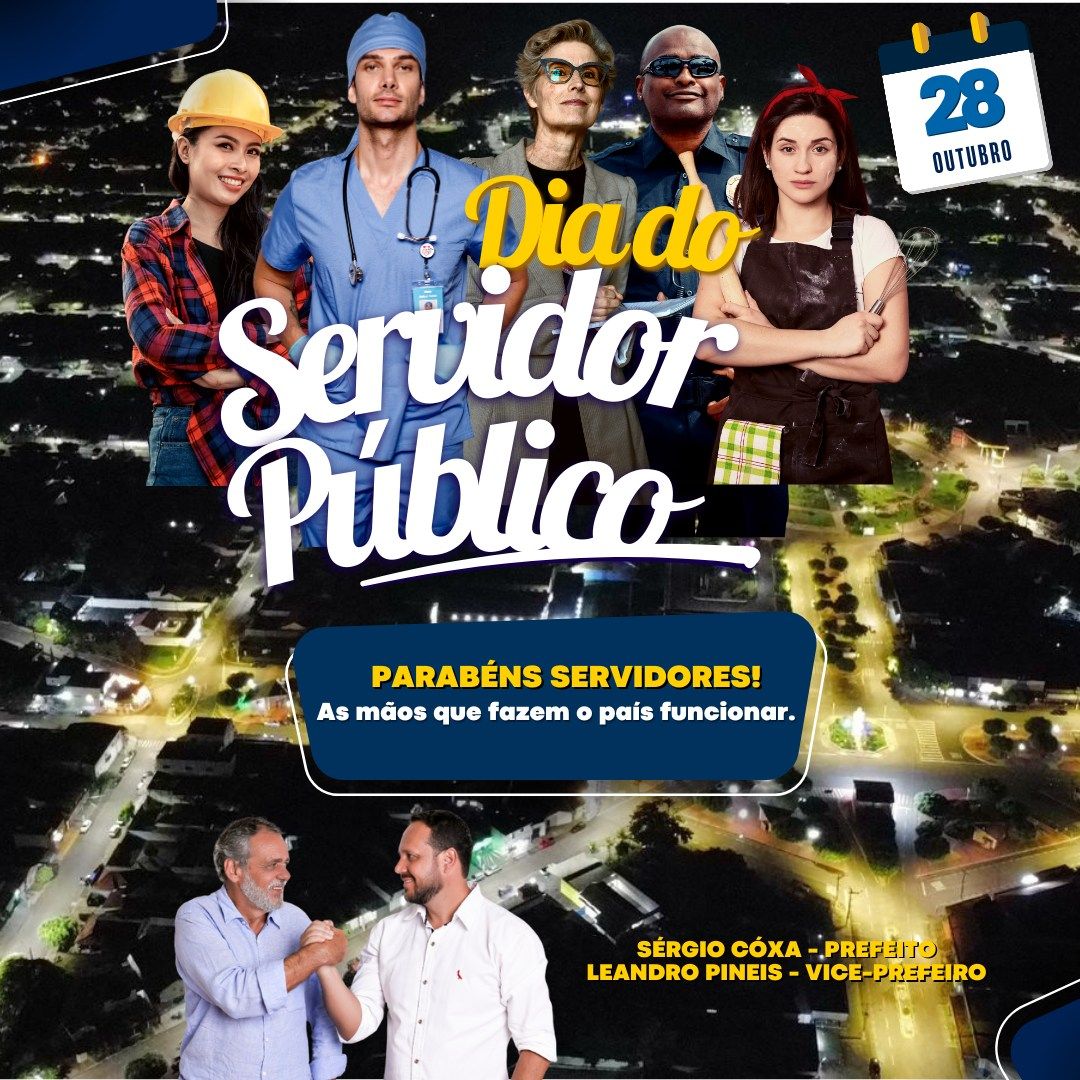 28
OUTUBRO
Dia do
Servidor
Público
PARABÉNS SERVIDORES!
As mãos que fazem o país funcionar.
SÉRGIO CÓXA - PREFEITO
LEANDRO PINEIS - VICE-PREFEIRO